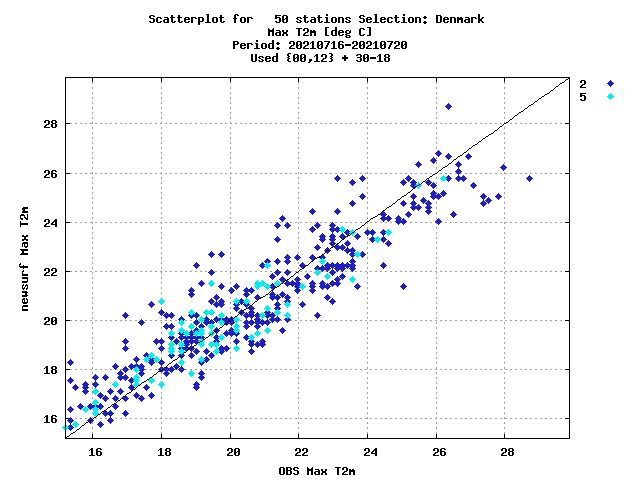 Scatterplot for   50 stations Selection: Denmark
Max T2m [deg C]
Period: 20210716-20210720
Used {00,12} + 30-18
2
5
28
26
24
22
20
18
16
newsurf Max T2m
16 18 20 22 24 26 28
OBS Max T2m